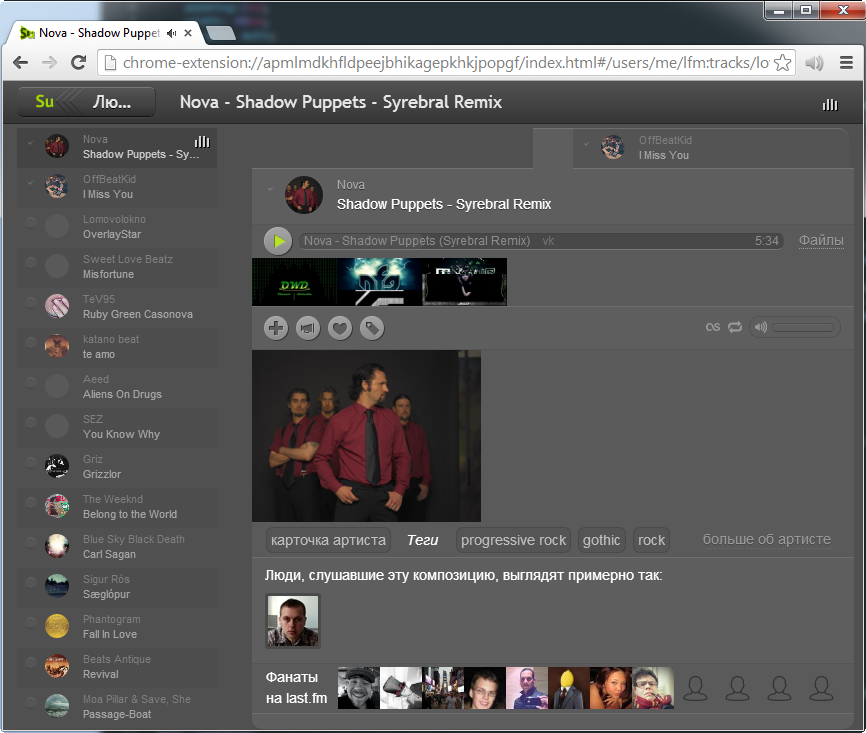 Nova - Shadow Puppet
chrome-extension://apmlmdkhfldpeejbhikagepkhkjpopgf/index.html#/users/me/lfm:tracks/lo
Su Лю... Nova - Shadow Puppets - Syrebral Remix
Nova
Shadow Puppets - Sy...
OffBeatKid
I Miss You
Lomovolokno
OverlayStar
Sweet Love Beatz
Misfortune
TeV95
Ruby Green Casonova
katano beat
te amo
Aeed
Aliens On Drugs
SEZ
You Know Why
Griz
Grizzlor
The Weeknd
Belong to the World
Blue Sky Black Death
Carl Sagan
Sigur Rós
Sæglópur
Phantogram
Fall In Love
Beats Antique
Revival
Moa Pillar & Save, She
Passage-Boat
OffBeatKid
I Miss You
Nova
Shadow Puppets - Syrebral Remix
Nova - Shadow Puppets (Syrebral Remix) vk 5:34 Файлы
DWD
карточка артиста Теги progressive rock gothic rock больше об артисте
Люди, слушавшие эту композицию, выглядят примерно так:
Фанаты
на last.fm